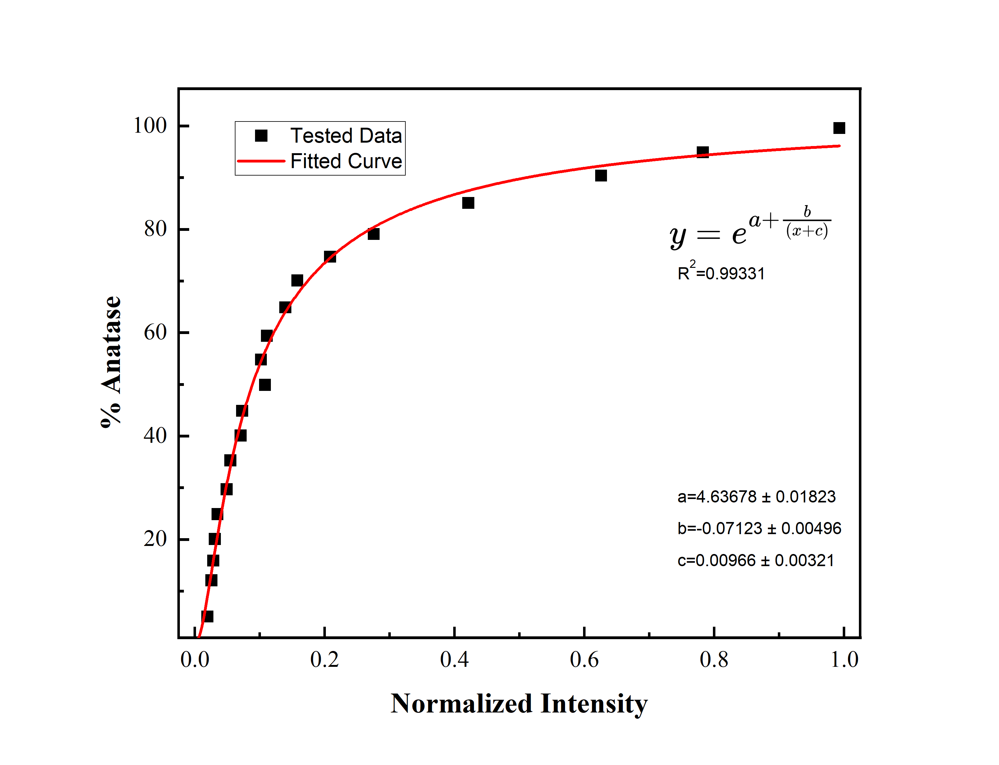 Tested Data
Fitted Curve
y = e^{a+\frac{b}{(x+c)}}
R²=0.99331
a=4.63678 ± 0.01823
b=-0.07123 ± 0.00496
c=0.00966 ± 0.00321
% Anatase
100
80
60
40
20
0.0 0.2 0.4 0.6 0.8 1.0
Normalized Intensity